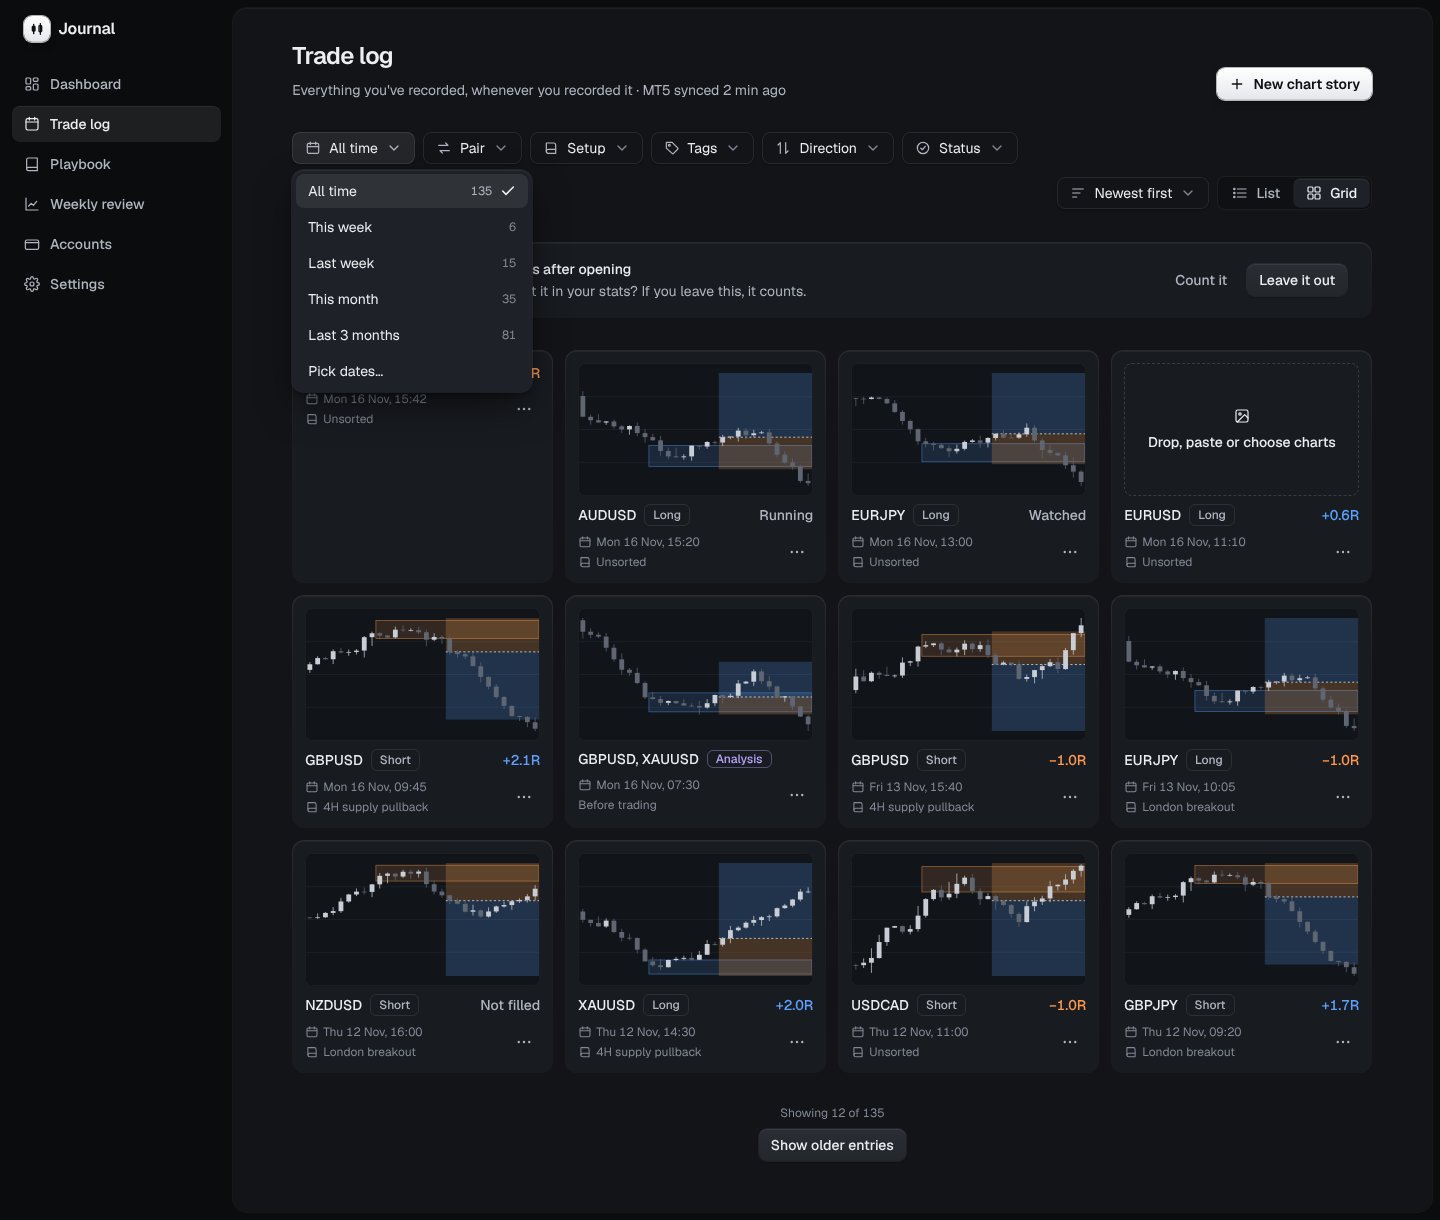 Journal
Dashboard
Trade log
Playbook
Weekly review
Accounts
Settings
Trade log
Everything you've recorded, whenever you recorded it · MT5 synced 2 min ago
New chart story
All time
Pair
Setup
Tags
Direction
Status
All time 135
This week 6
Last week 15
This month 35
Last 3 months 81
Pick dates...
Newest first
List
Grid
s after opening
t it in your stats? If you leave this, it counts.
Count it
Leave it out
R
Mon 16 Nov, 15:42
Unsorted
AUDUSD Long Running
Mon 16 Nov, 15:20
Unsorted
EURJPY Long Watched
Mon 16 Nov, 13:00
Unsorted
Drop, paste or choose charts
EURUSD Long +0.6R
Mon 16 Nov, 11:10
Unsorted
GBPUSD Short +2.1R
Mon 16 Nov, 09:45
4H supply pullback
GBPUSD, XAUUSD Analysis
Mon 16 Nov, 07:30
Before trading
GBPUSD Short −1.0R
Fri 13 Nov, 15:40
4H supply pullback
EURJPY Long −1.0R
Fri 13 Nov, 10:05
London breakout
NZDUSD Short Not filled
Thu 12 Nov, 16:00
London breakout
XAUUSD Long +2.0R
Thu 12 Nov, 14:30
4H supply pullback
USDCAD Short −1.0R
Thu 12 Nov, 11:00
Unsorted
GBPJPY Short +1.7R
Thu 12 Nov, 09:20
London breakout
Showing 12 of 135
Show older entries